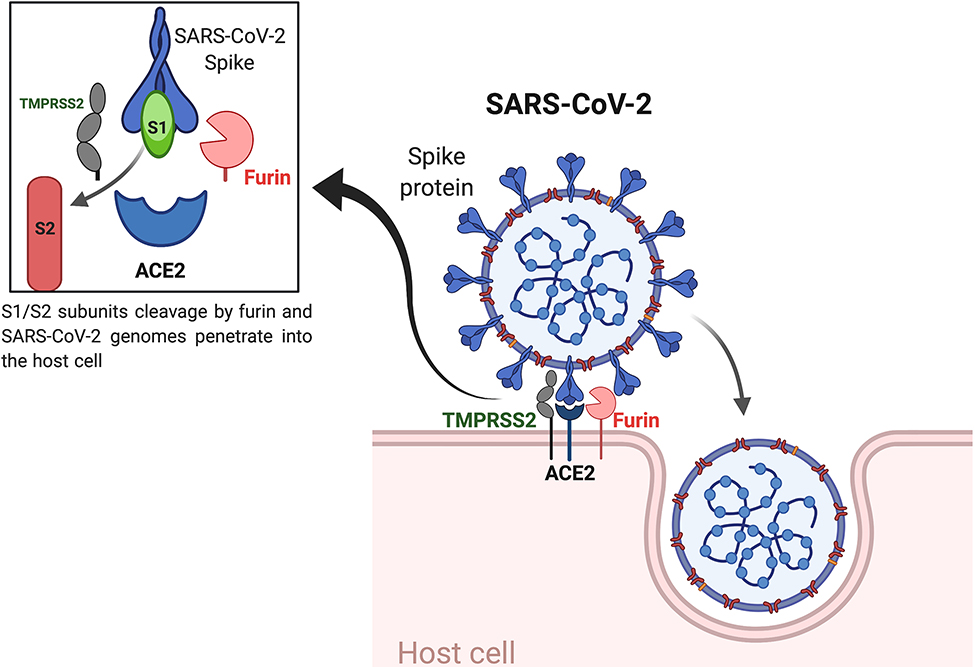 SARS-CoV-2
Spike
TMPRSS2
S1
Furin
S2
ACE2
S1/S2 subunits cleavage by furin and
SARS-CoV-2 genomes penetrate into
the host cell
SARS-CoV-2
Spike
protein
TMPRSS2
Furin
ACE2
Host cell